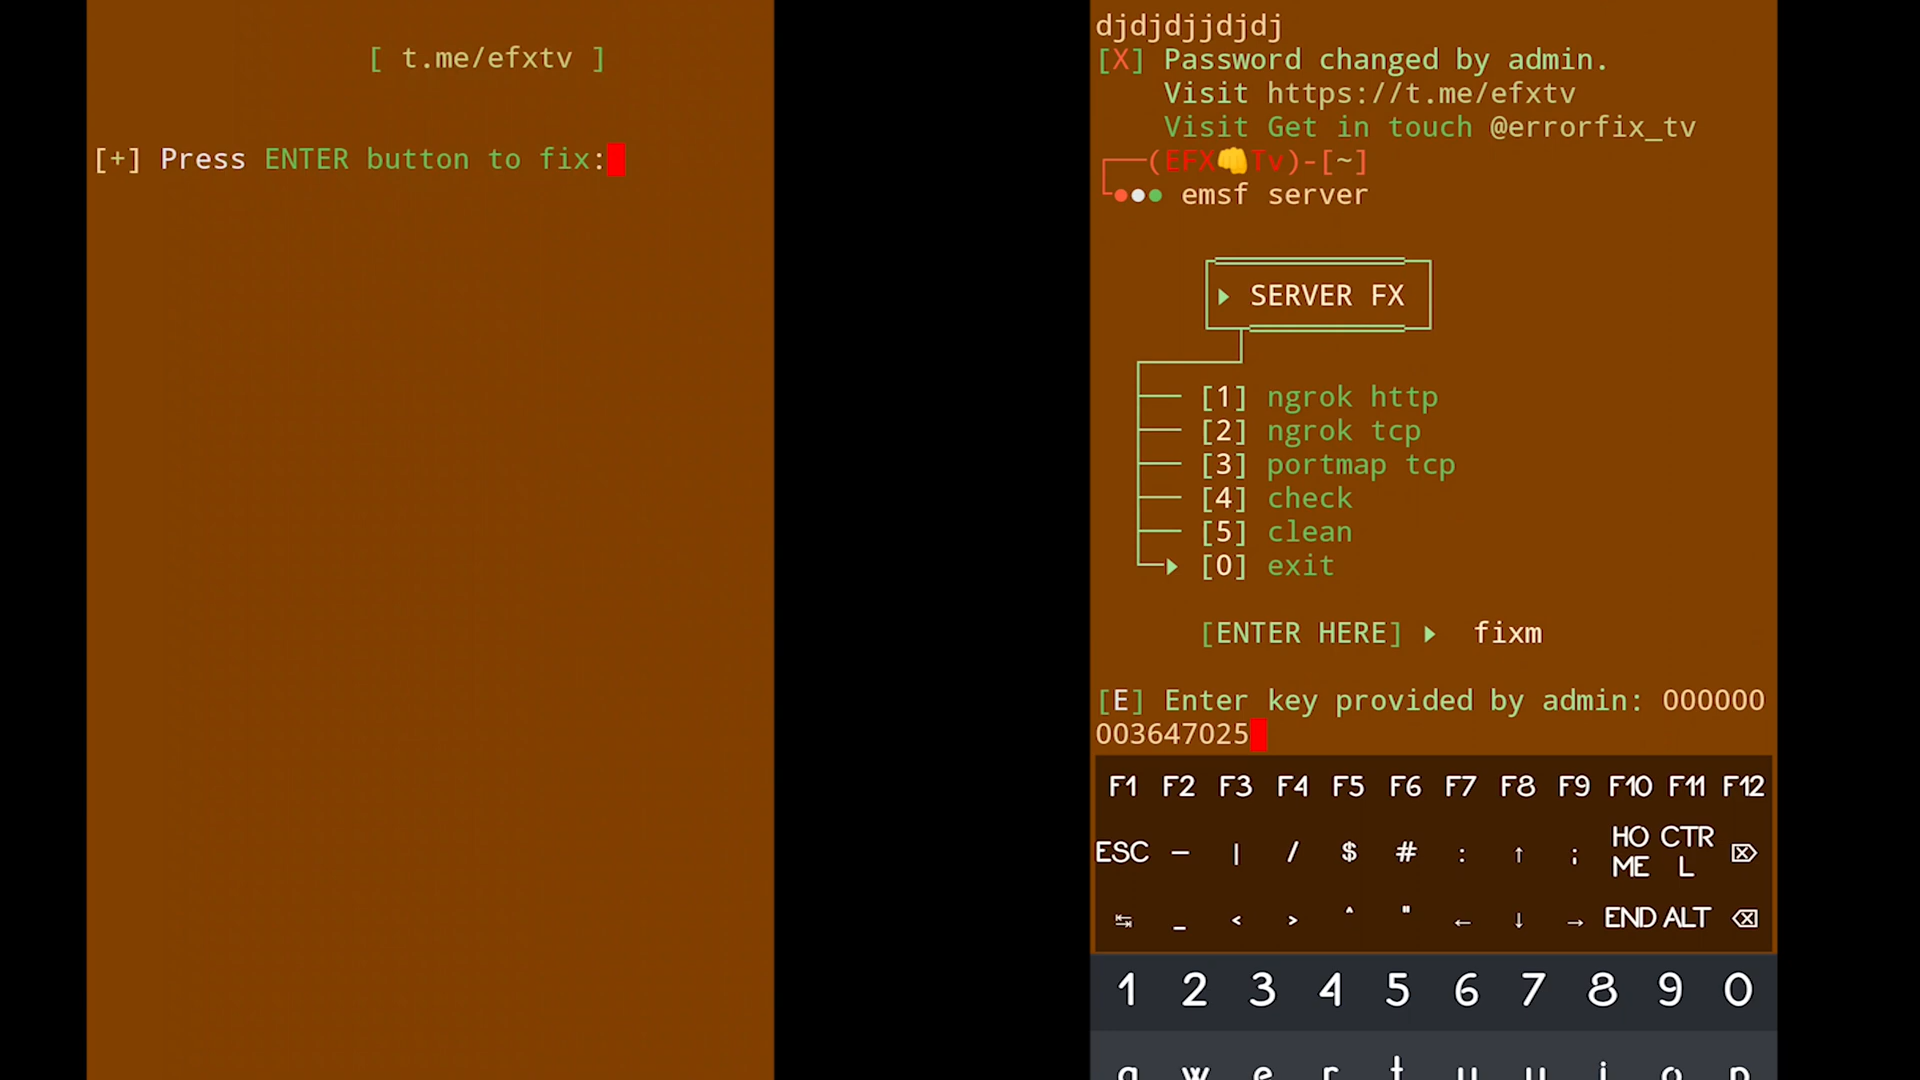 [ t.me/efxtv ]
[+] Press ENTER button to fix:
djdjdjjdjdj
[X] Password changed by admin.
Visit https://t.me/efxtv
Visit Get in touch @errorfix_tv
(EFX👊Tv)-[~]
emsf server
SERVER FX
[1] ngrok http
[2] ngrok tcp
[3] portmap tcp
[4] check
[5] clean
[0] exit
[ENTER HERE] ▸ fixm
[E] Enter key provided by admin: 000000
003647025
F1 F2 F3 F4 F5 F6 F7 F8 F9 F10 F11 F12
ESC – | / $ # : ↑ ; HOME CTRL ⌦
↹ _ < > ^ " ← ↓ → END ALT ⌫
1 2 3 4 5 6 7 8 9 0